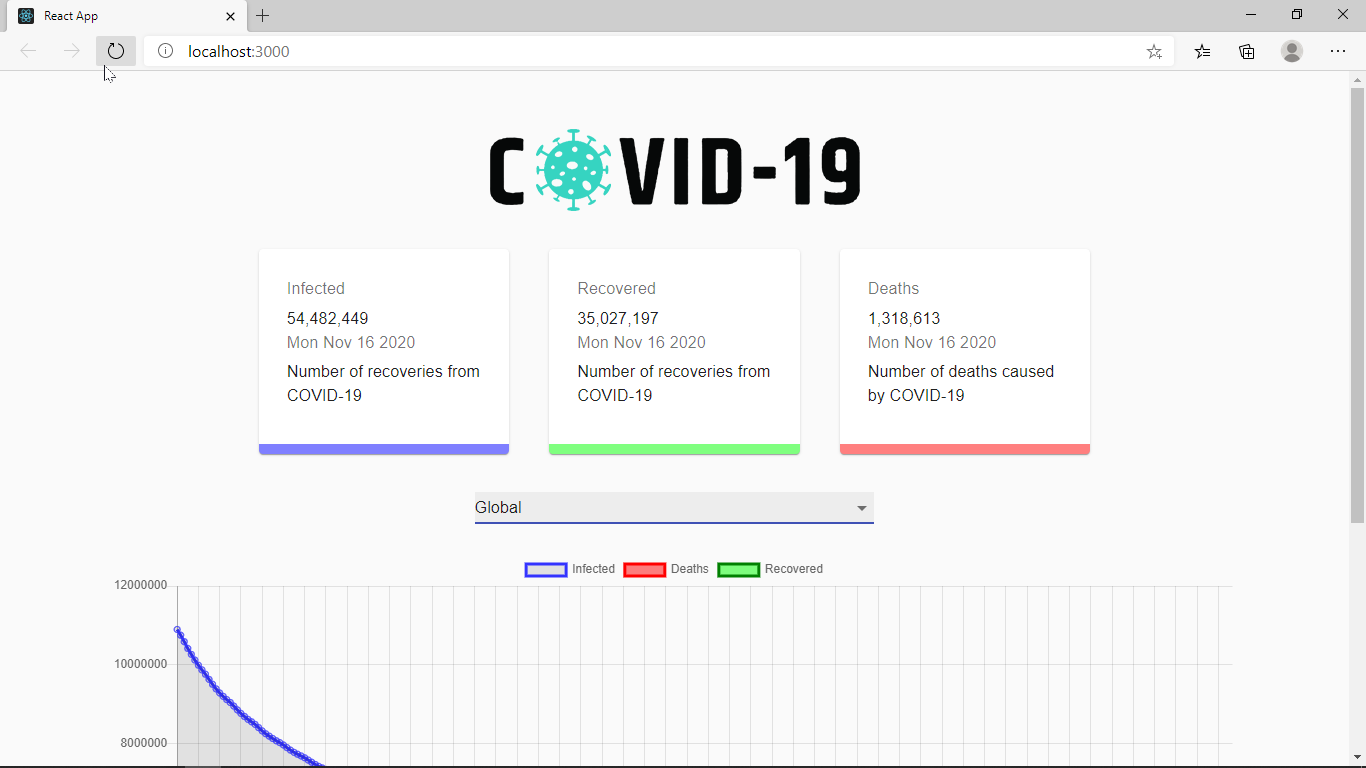 React App
localhost:3000
COVID-19
Infected
54,482,449
Mon Nov 16 2020
Number of recoveries from
COVID-19
Recovered
35,027,197
Mon Nov 16 2020
Number of recoveries from
COVID-19
Deaths
1,318,613
Mon Nov 16 2020
Number of deaths caused
by COVID-19
Global
Infected Deaths Recovered
12000000
10000000
8000000